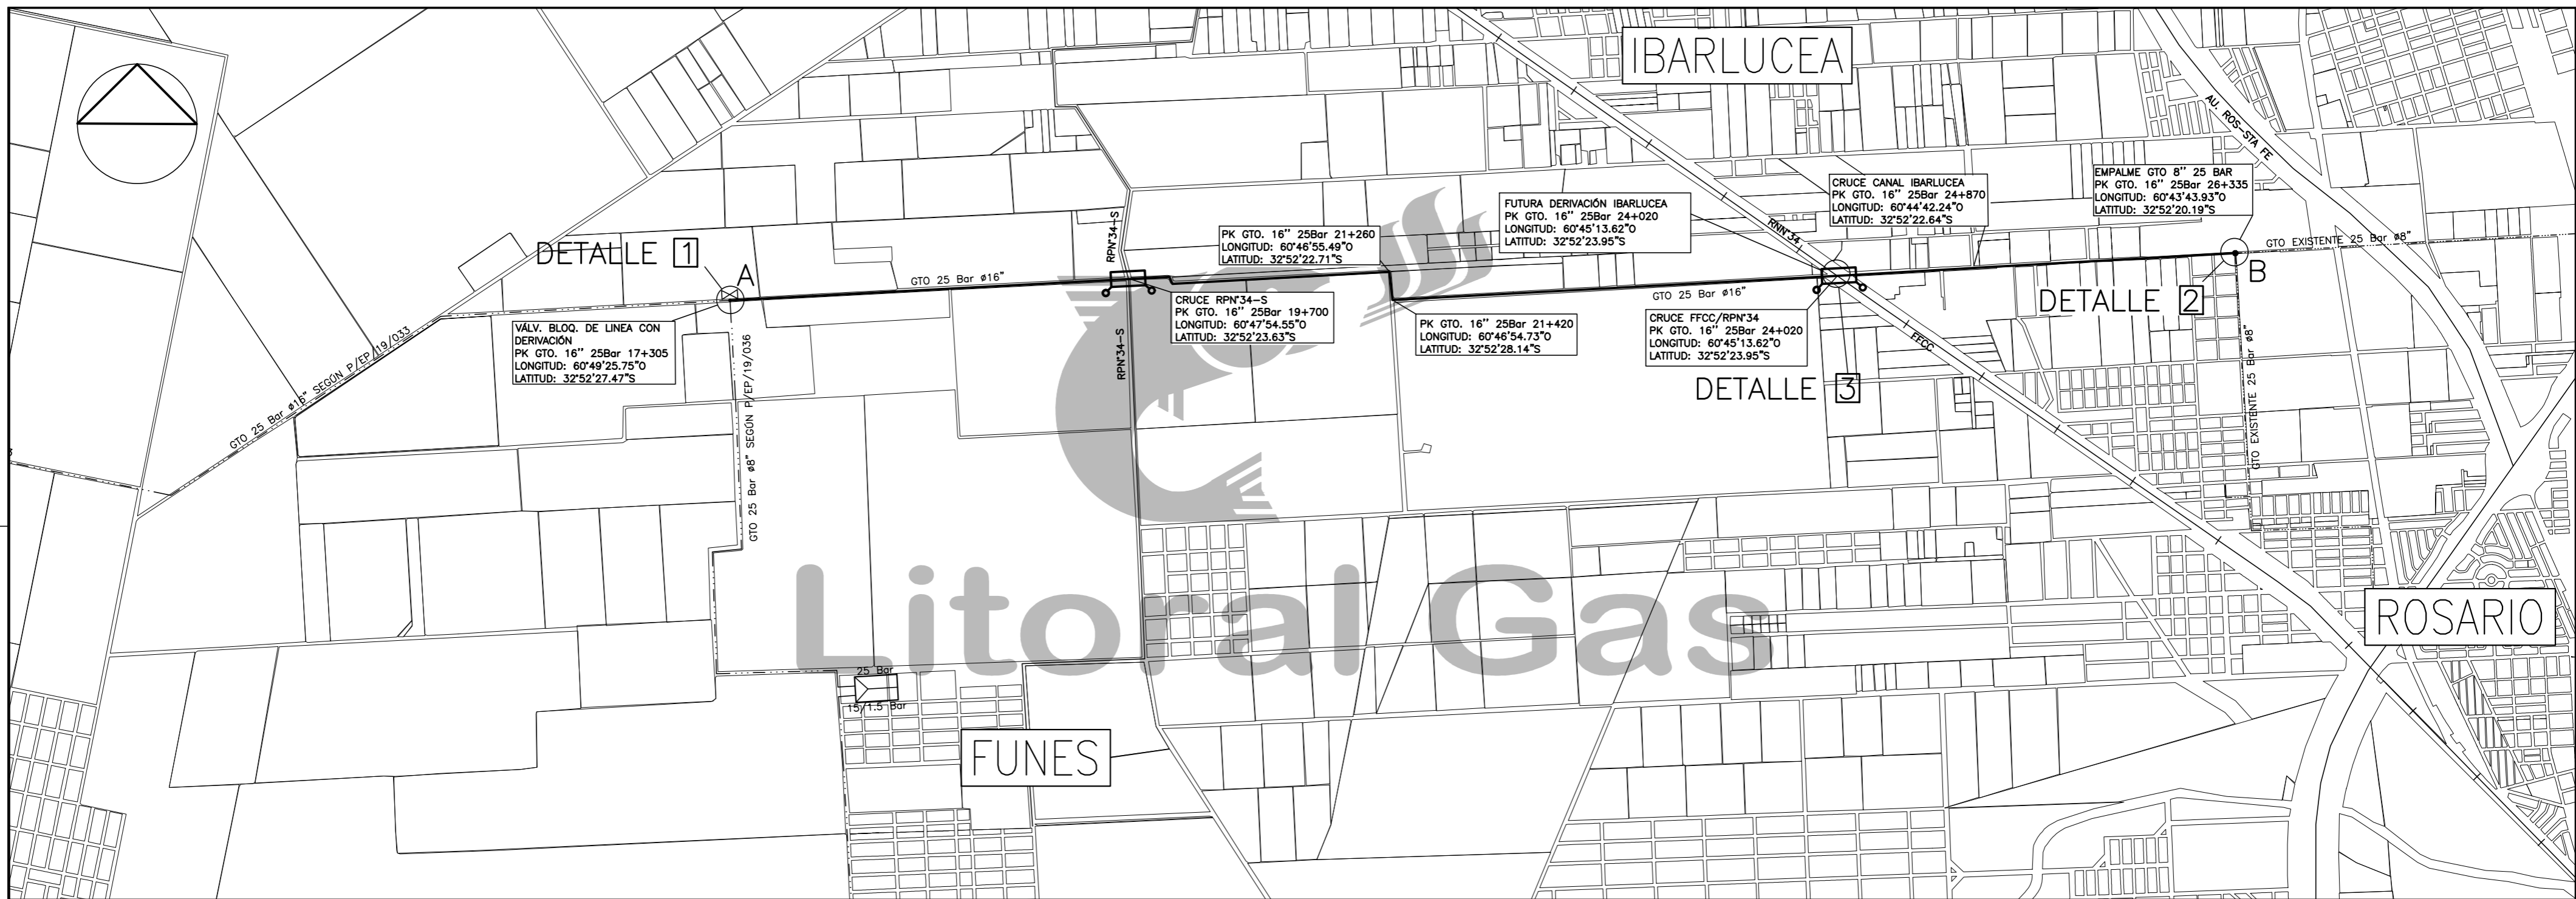 IBARLUCEA
AU. ROS-STA FE
RNN°34
FFCC
DETALLE 1
A
VÁLV. BLOQ. DE LINEA CON
DERIVACIÓN
PK GTO. 16'' 25Bar 17+305
LONGITUD: 60°49'25.75"O
LATITUD: 32°52'27.47"S
GTO 25 Bar ø16" SEGÚN P/EP/19/033
GTO 25 Bar ø8" SEGÚN P/EP/19/036
GTO 25 Bar ø16"
RPN°34-S
RPN°34-S
CRUCE RPN°34-S
PK GTO. 16'' 25Bar 19+700
LONGITUD: 60°47'54.55"O
LATITUD: 32°52'23.63"S
PK GTO. 16'' 25Bar 21+260
LONGITUD: 60°46'55.49"O
LATITUD: 32°52'22.71"S
PK GTO. 16'' 25Bar 21+420
LONGITUD: 60°46'54.73"O
LATITUD: 32°52'28.14"S
FUTURA DERIVACIÓN IBARLUCEA
PK GTO. 16'' 25Bar 24+020
LONGITUD: 60°45'13.62"O
LATITUD: 32°52'23.95"S
GTO 25 Bar ø16"
CRUCE FFCC/RPN°34
PK GTO. 16'' 25Bar 24+020
LONGITUD: 60°45'13.62"O
LATITUD: 32°52'23.95"S
DETALLE 3
CRUCE CANAL IBARLUCEA
PK GTO. 16'' 25Bar 24+870
LONGITUD: 60°44'42.24"O
LATITUD: 32°52'22.64"S
EMPALME GTO 8'' 25 BAR
PK GTO. 16'' 25Bar 26+335
LONGITUD: 60°43'43.93"O
LATITUD: 32°52'20.19"S
GTO EXISTENTE 25 Bar ø8"
B
DETALLE 2
GTO EXISTENTE 25 Bar ø8"
Litoral Gas
25 Bar
15/1.5 Bar
FUNES
ROSARIO